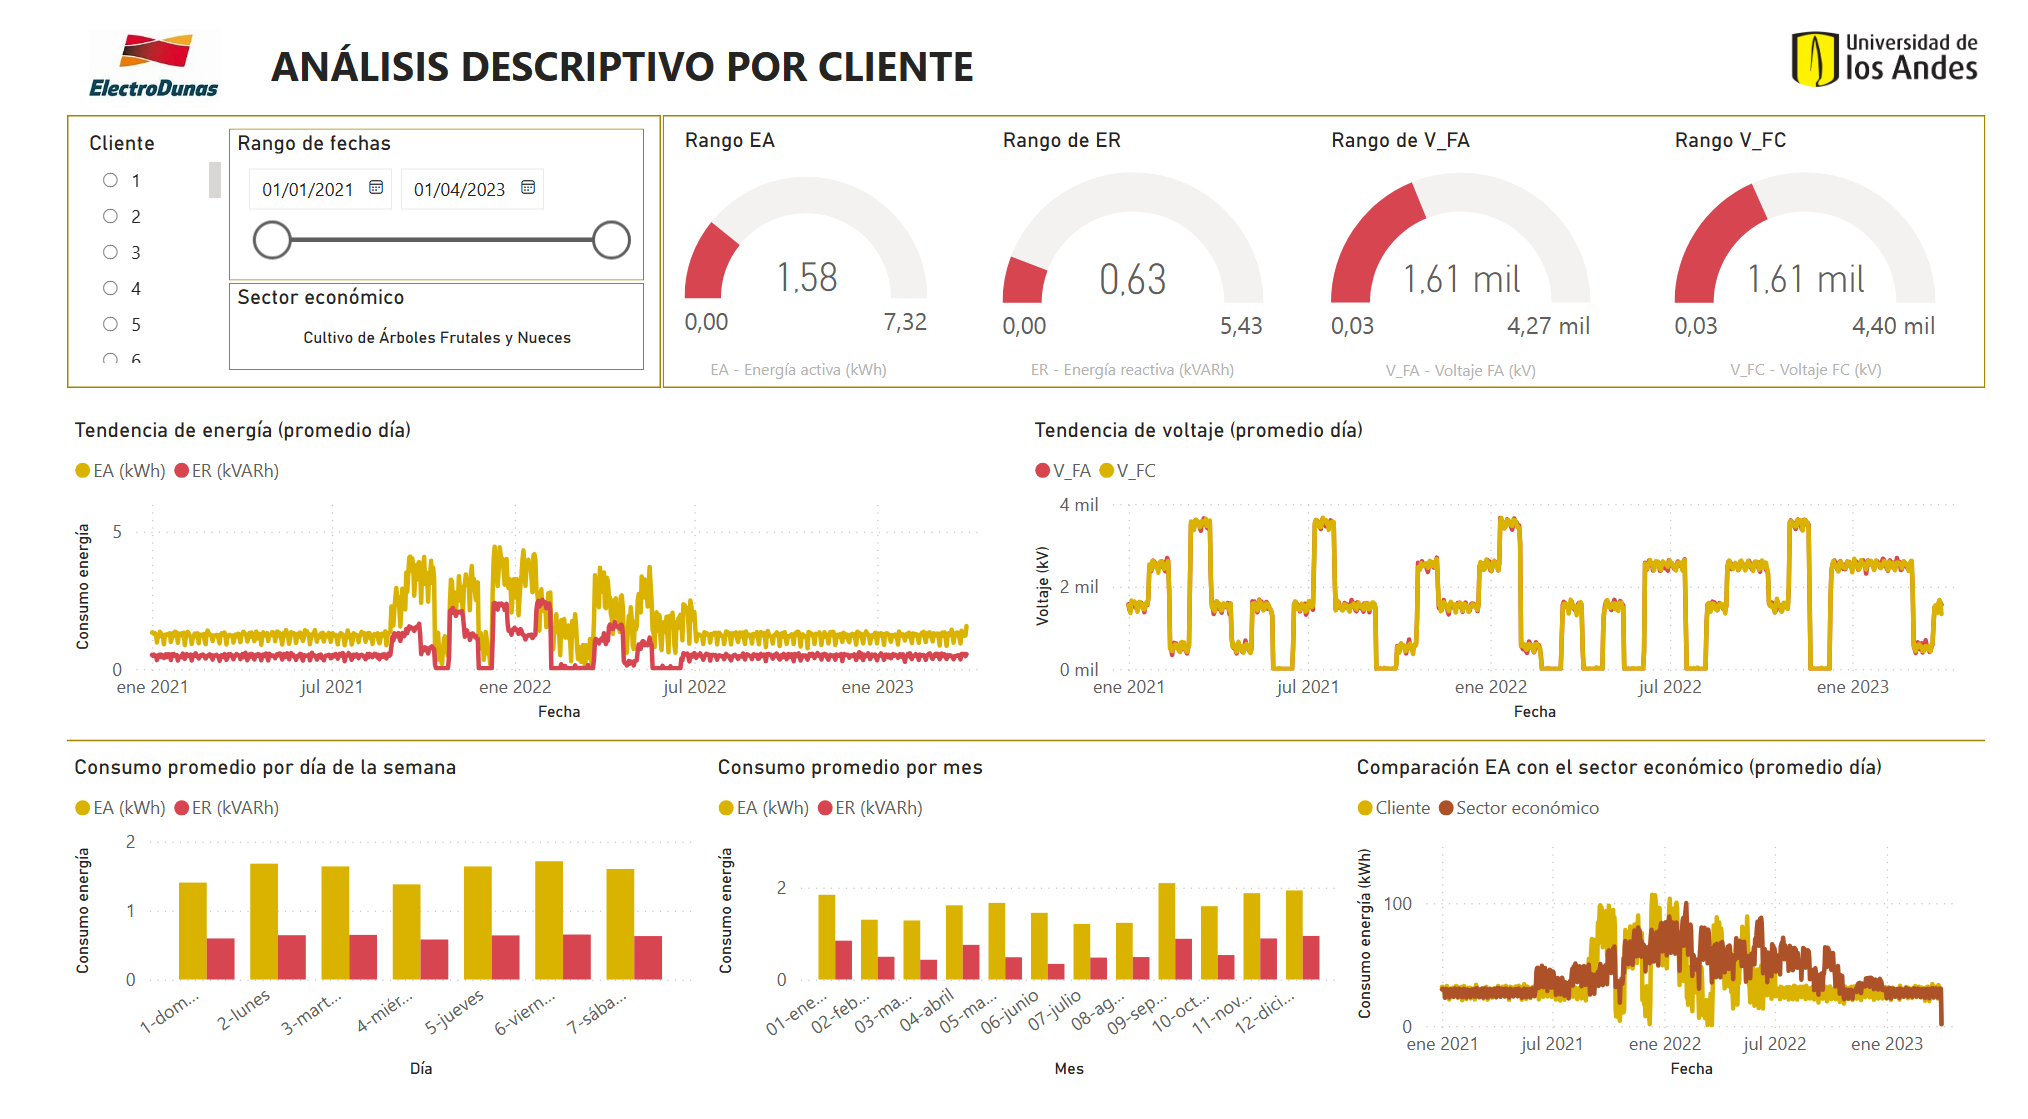 ElectroDunas
ANÁLISIS DESCRIPTIVO POR CLIENTE
Universidad de
los Andes
Cliente
1
2
3
4
5
6
Rango de fechas
01/01/2021
01/04/2023
Sector económico
Cultivo de Árboles Frutales y Nueces
Rango EA
1,58
0,00
7,32
EA - Energía activa (kWh)
Rango de ER
0,63
0,00
5,43
ER - Energía reactiva (kVARh)
Rango de V_FA
1,61 mil
0,03
4,27 mil
V_FA - Voltaje FA (kV)
Rango V_FC
1,61 mil
0,03
4,40 mil
V_FC - Voltaje FC (kV)
Tendencia de energía (promedio día)
EA (kWh) ER (kVARh)
Consumo energía
5
0
ene 2021 jul 2021 ene 2022 jul 2022 ene 2023
Fecha
Tendencia de voltaje (promedio día)
V_FA V_FC
Voltaje (kV)
4 mil
2 mil
0 mil
ene 2021 jul 2021 ene 2022 jul 2022 ene 2023
Fecha
Consumo promedio por día de la semana
EA (kWh) ER (kVARh)
Consumo energía
2
1
0
1-dom... 2-lunes 3-mart... 4-miér... 5-jueves 6-viern... 7-sába...
Día
Consumo promedio por mes
EA (kWh) ER (kVARh)
Consumo energía
2
0
01-ene... 02-feb... 03-ma... 04-abril 05-ma... 06-junio 07-julio 08-ag... 09-sep... 10-oct... 11-nov... 12-dici...
Mes
Comparación EA con el sector económico (promedio día)
Cliente Sector económico
Consumo energía (kWh)
100
0
ene 2021 jul 2021 ene 2022 jul 2022 ene 2023
Fecha